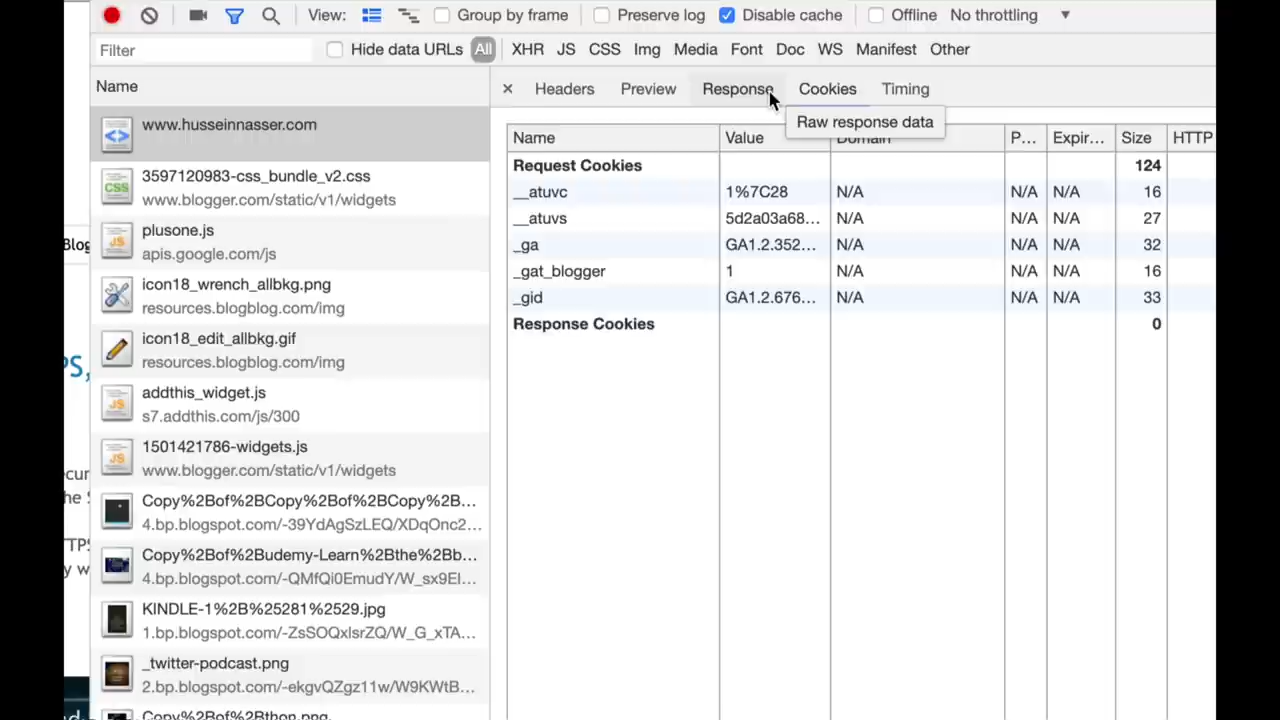 View: Group by frame Preserve log Disable cache Offline No throttling
Filter Hide data URLs All XHR JS CSS Img Media Font Doc WS Manifest Other
Name
www.husseinnasser.com
3597120983-css_bundle_v2.css
www.blogger.com/static/v1/widgets
plusone.js
apis.google.com/js
icon18_wrench_allbkg.png
resources.blogblog.com/img
icon18_edit_allbkg.gif
resources.blogblog.com/img
addthis_widget.js
s7.addthis.com/js/300
1501421786-widgets.js
www.blogger.com/static/v1/widgets
Copy%2Bof%2BCopy%2Bof%2BCopy%2B...
4.bp.blogspot.com/-39YdAgSzLEQ/XDqOnc2...
Copy%2Bof%2Budemy-Learn%2Bthe%2Bb...
4.bp.blogspot.com/-QMfQi0EmudY/W_sx9El...
KINDLE-1%2B%25281%2529.jpg
1.bp.blogspot.com/-ZsSOQxlsrZQ/W_G_xTA...
_twitter-podcast.png
2.bp.blogspot.com/-ekgvQZgz11w/W9KWtB...
Copy%2Bof%2Bthon.png
× Headers Preview Response Cookies Timing
Raw response data
Name Value Domain P... Expir... Size HTTP
Request Cookies 124
__atuvc 1%7C28 N/A N/A N/A 16
__atuvs 5d2a03a68... N/A N/A N/A 27
_ga GA1.2.352... N/A N/A N/A 32
_gat_blogger 1 N/A N/A N/A 16
_gid GA1.2.676... N/A N/A N/A 33
Response Cookies 0